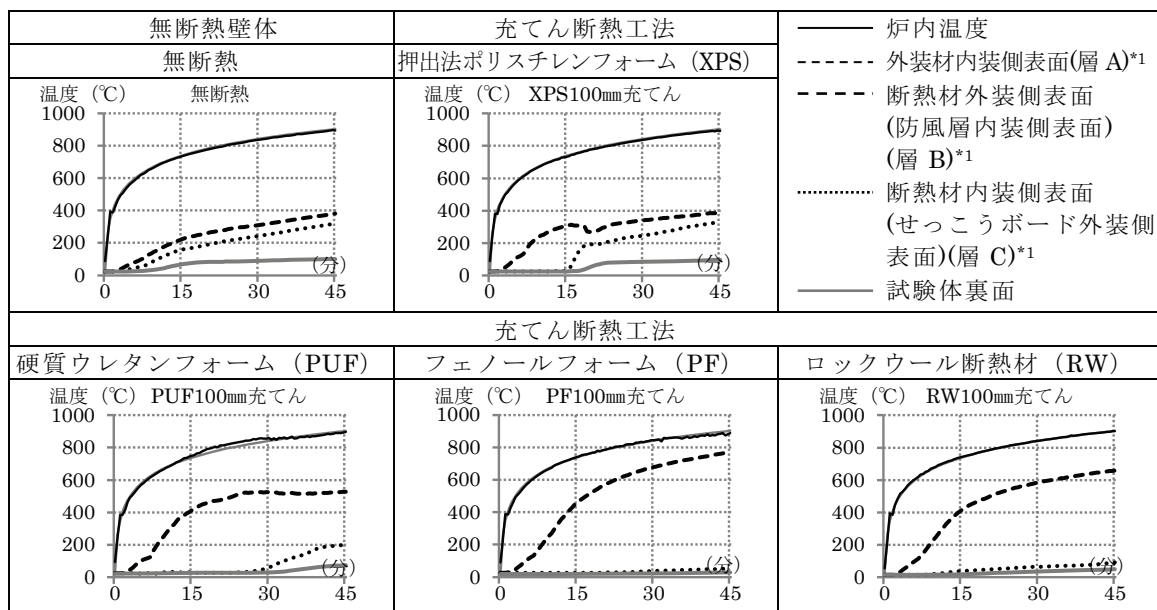 無断熱壁体
無断熱
温度（℃） 無断熱
1000
800
600
400
200
0
(分)
0 15 30 45
充てん断熱工法
押出法ポリスチレンフォーム（XPS）
温度（℃） XPS100㎜充てん
1000
800
600
400
200
0
(分)
0 15 30 45
炉内温度
外装材内装側表面(層 A)*1
断熱材外装側表面
(防風層内装側表面)
(層 B)*1
断熱材内装側表面
(せっこうボード外装側
表面)(層 C)*1
試験体裏面
充てん断熱工法
硬質ウレタンフォーム（PUF）
温度（℃） PUF100㎜充てん
1000
800
600
400
200
0
(分)
0 15 30 45
フェノールフォーム（PF）
温度（℃） PF100㎜充てん
1000
800
600
400
200
0
(分)
0 15 30 45
ロックウール断熱材（RW）
温度（℃） RW100㎜充てん
1000
800
600
400
200
0
(分)
0 15 30 45